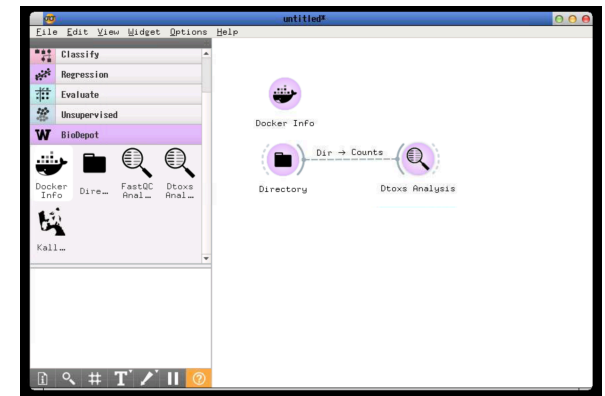 untitled*
File Edit View Widget Options Help
Classify
Regression
Evaluate
Unsupervised
W BioDepot
Docker Info
Dire…
FastQC Anal…
Dtoxs Anal…
Kall…
Docker Info
Dir → Counts
Directory
Dtoxs Analysis
T
?